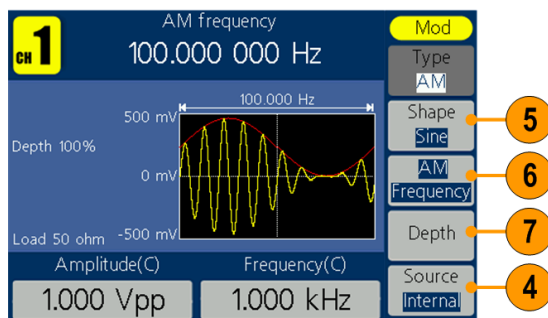 AM frequency
CH 1
100.000 000 Hz
Mod
Type
AM
100.000 Hz
500 mV
Depth 100%
0 mV
Load 50 ohm
-500 mV
Shape
Sine
5
AM
Frequency
6
Depth
7
Source
Internal
4
Amplitude(C)
Frequency(C)
1.000 Vpp
1.000 kHz